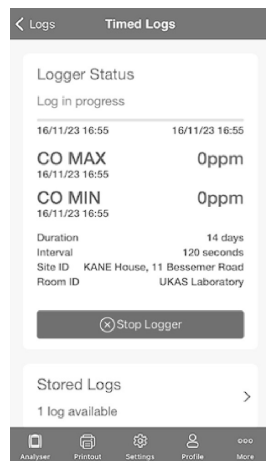 Logs Timed Logs
Logger Status
Log in progress
16/11/23 16:55 16/11/23 16:55
CO MAX 0ppm
16/11/23 16:55
CO MIN 0ppm
16/11/23 16:55
Duration 14 days
Interval 120 seconds
Site ID KANE House, 11 Bessemer Road
Room ID UKAS Laboratory
Stop Logger
Stored Logs
1 log available
Analyser Printout Settings Profile More